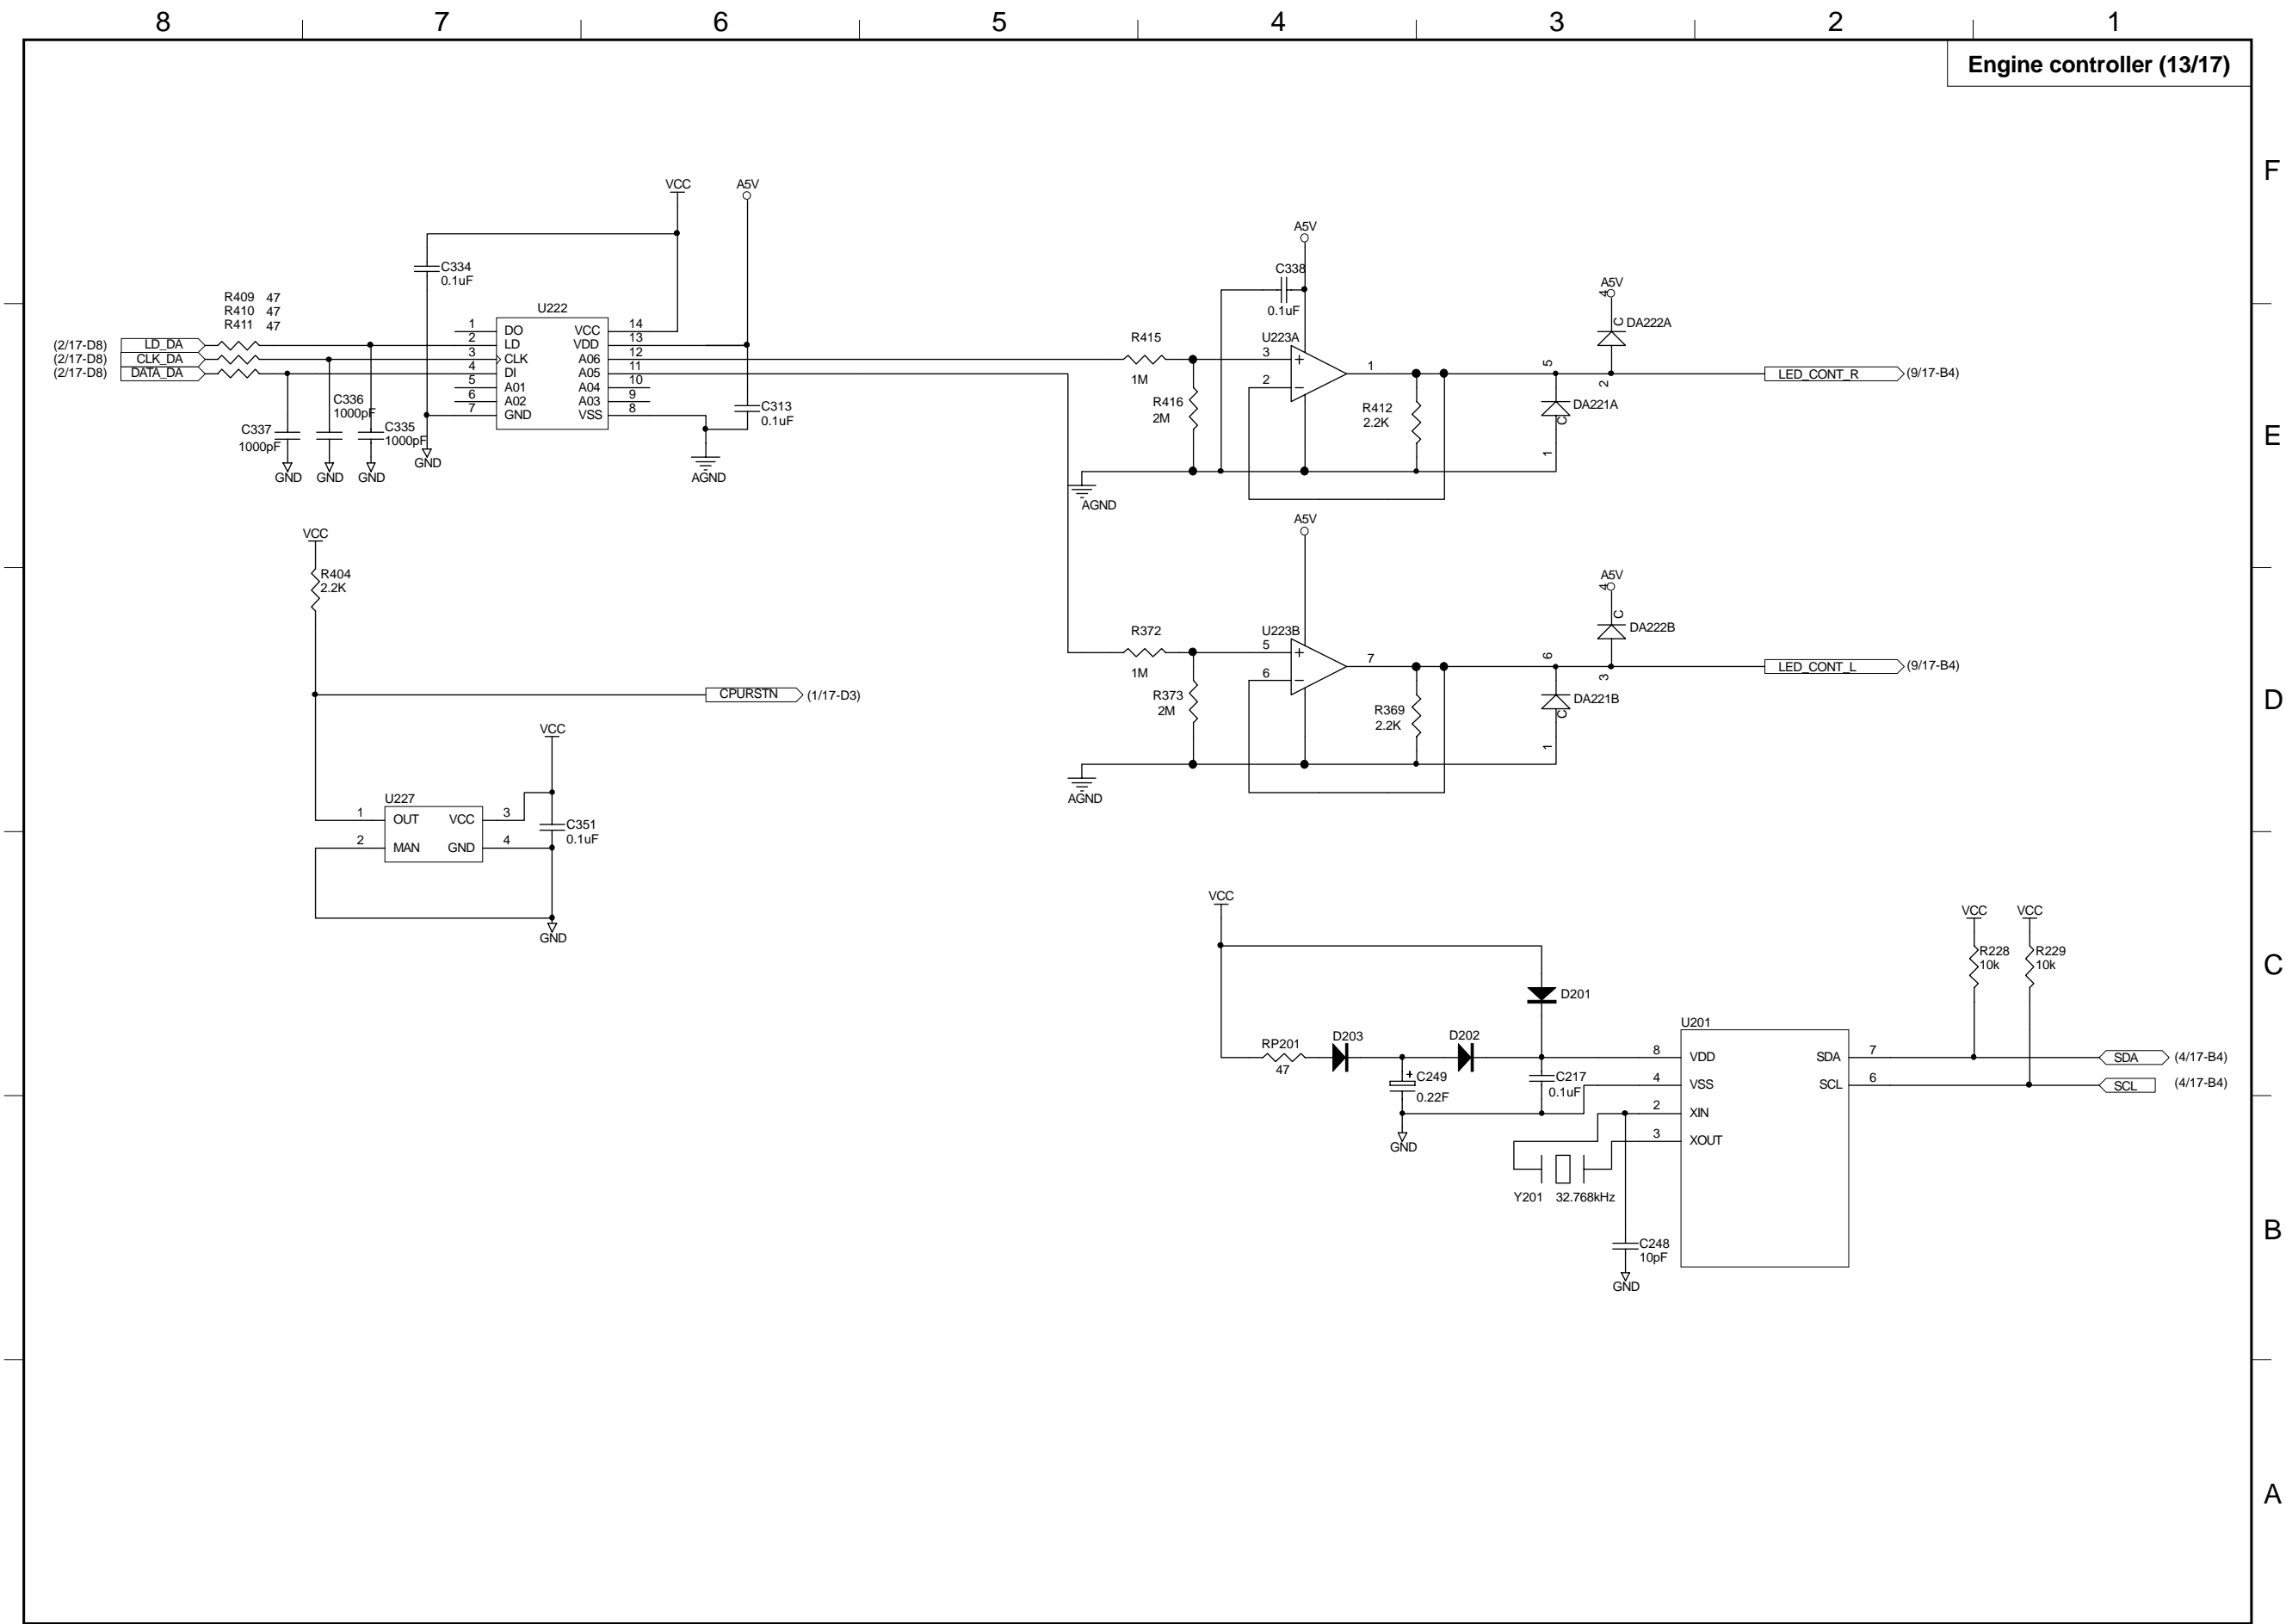 8 7 6 5 4 3 2 1
Engine controller (13/17)
F
E
D
C
B
A
VCC
A5V
C334
0.1uF
R409 47
R410 47
R411 47
(2/17-D8) LD_DA
(2/17-D8) CLK_DA
(2/17-D8) DATA_DA
U222
1 DO VCC 14
2 LD VDD 13
3 CLK A06 12
4 DI A05 11
5 A01 A04 10
6 A02 A03 9
7 GND VSS 8
C336
1000pF
C337
1000pF
C335
1000pF
GND
GND
GND
GND
C313
0.1uF
AGND
A5V
C338
0.1uF
R415
1M
R416
2M
U223A
3 +
2 −
1
R412
2.2K
5
1
DA221A
C
A5V
4
C
DA222A
2
LED_CONT_R (9/17-B4)
AGND
VCC
R404
2.2K
CPURSTN (1/17-D3)
VCC
U227
1 OUT VCC 3
2 MAN GND 4
C351
0.1uF
GND
A5V
R372
1M
R373
2M
U223B
5 +
6 −
7
R369
2.2K
6
1
DA221B
C
A5V
4
C
DA222B
3
LED_CONT_L (9/17-B4)
AGND
VCC
D201
RP201
47
D203
D202
+ C249
0.22F
C217
0.1uF
GND
U201
8 VDD SDA 7
4 VSS SCL 6
2 XIN
3 XOUT
Y201 32.768kHz
C248
10pF
GND
VCC
VCC
R228
10k
R229
10k
SDA (4/17-B4)
SCL (4/17-B4)